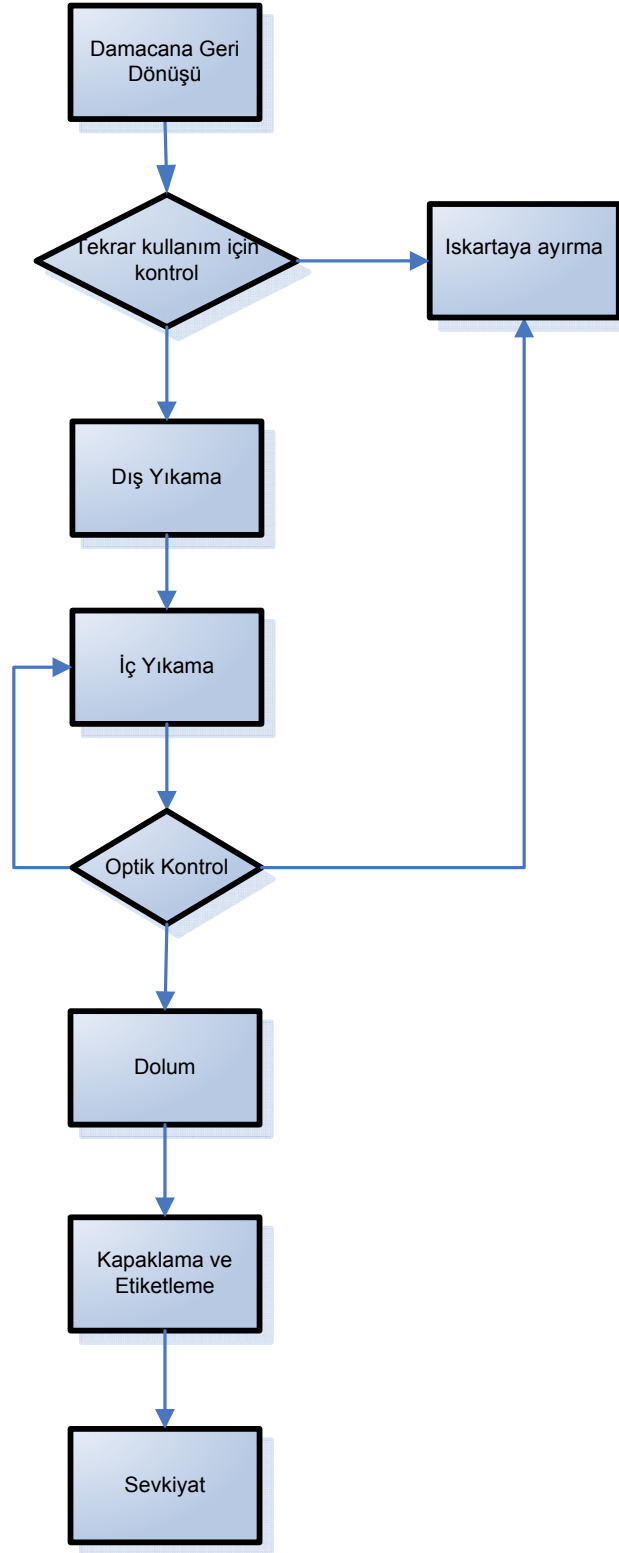 Damacana Geri
Dönüşü
Tekrar kullanım için
kontrol
Iskartaya ayırma
Dış Yıkama
İç Yıkama
Optik Kontrol
Dolum
Kapaklama ve
Etiketleme
Sevkiyat